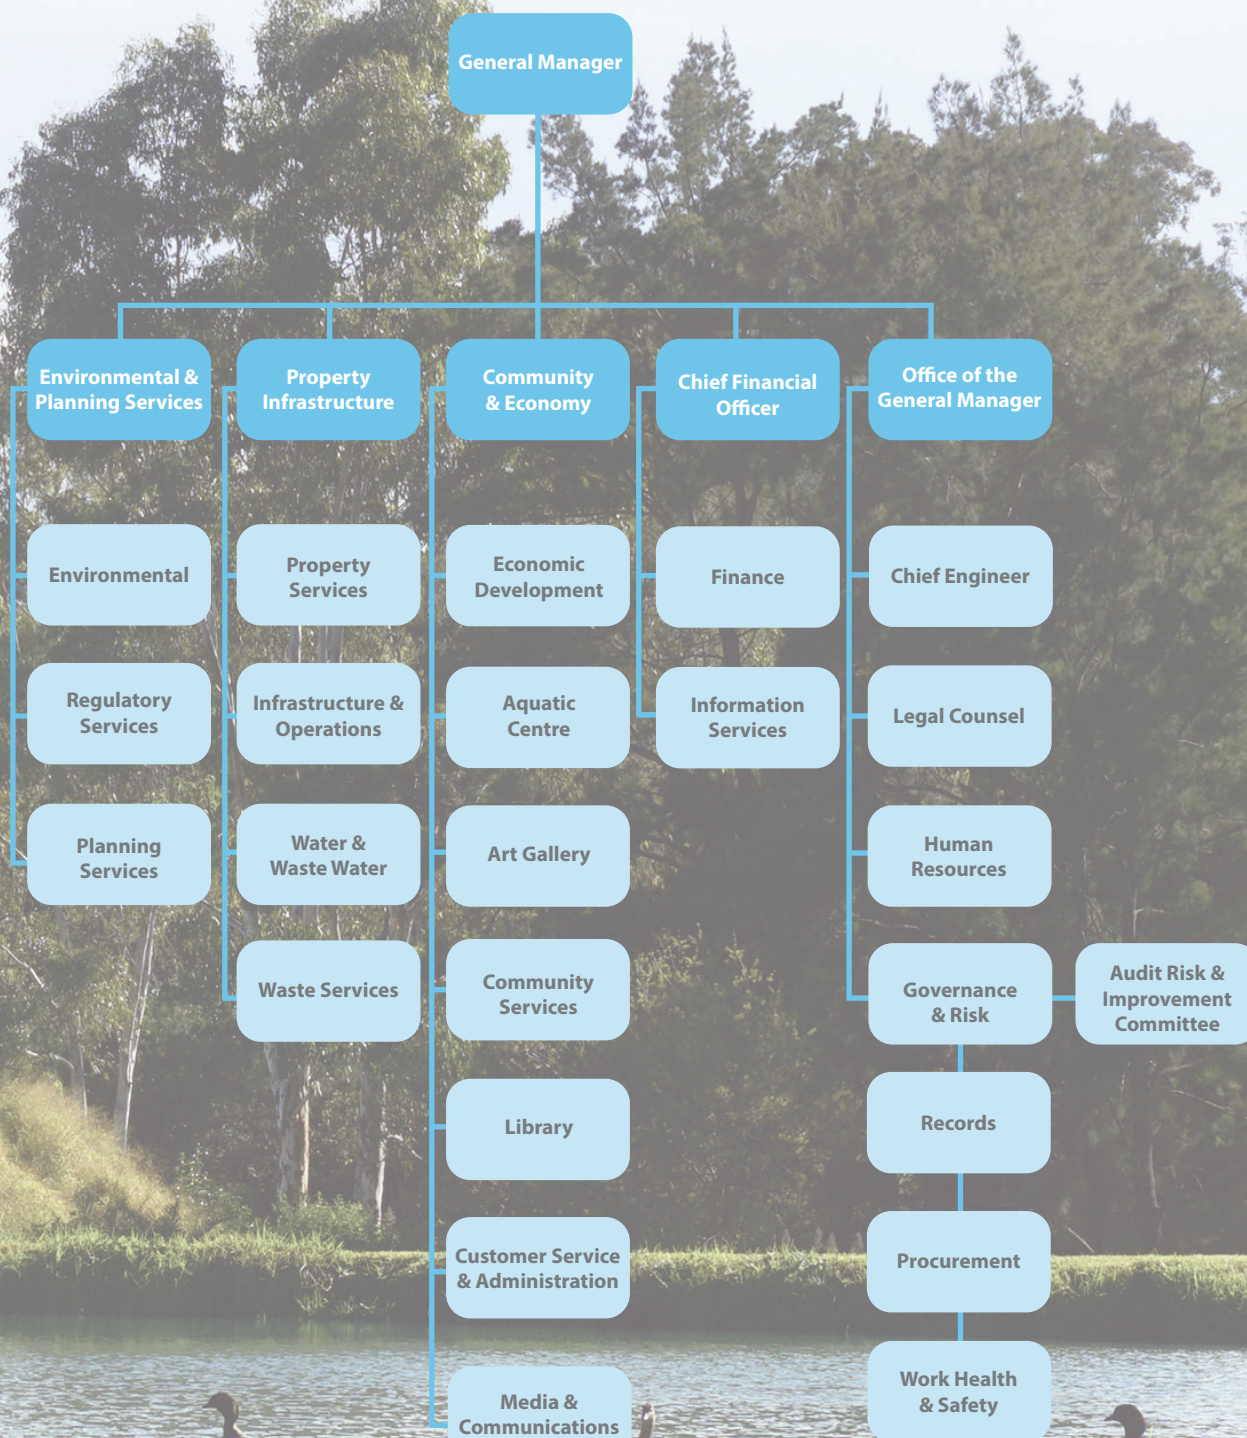 General Manager
Environmental &
Planning Services
Property
Infrastructure
Community
& Economy
Chief Financial
Officer
Office of the
General Manager
Environmental
Regulatory
Services
Planning
Services
Property
Services
Infrastructure &
Operations
Water &
Waste Water
Waste Services
Economic
Development
Aquatic
Centre
Art Gallery
Community
Services
Library
Customer Service
& Administration
Media &
Communications
Finance
Information
Services
Chief Engineer
Legal Counsel
Human
Resources
Governance
& Risk
Audit Risk &
Improvement
Committee
Records
Procurement
Work Health
& Safety